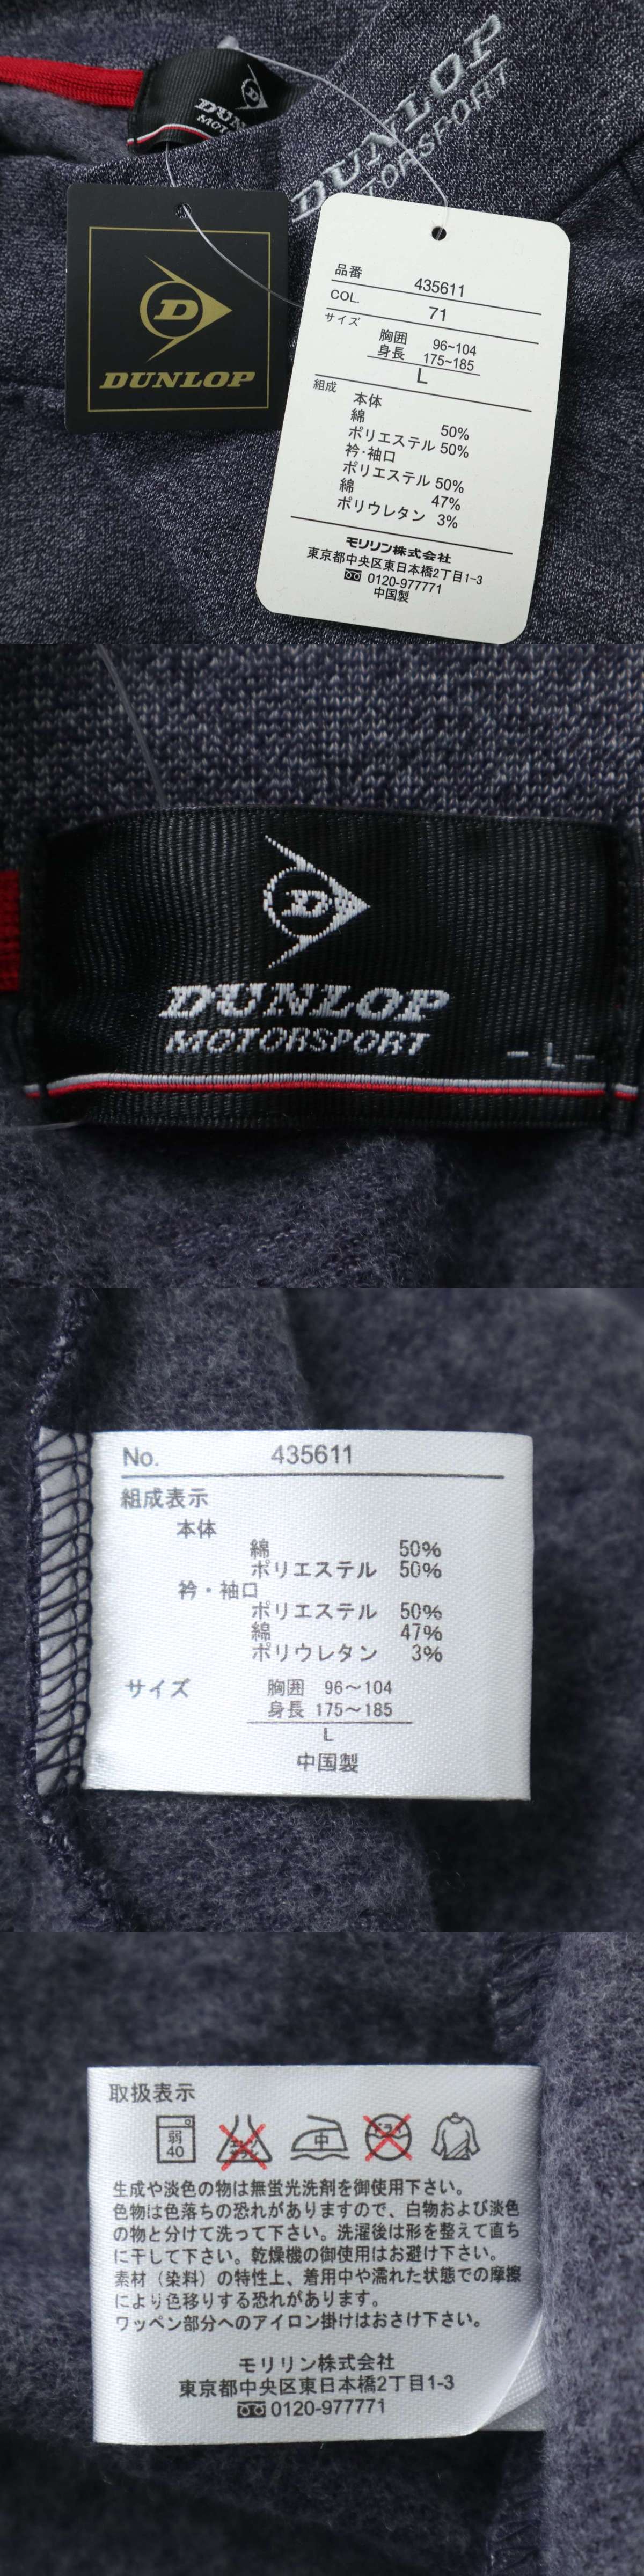 DUNLOP
MOTORSPORT
DUNLOP
品番 435611
COL. 71
サイズ
胸囲 96~104
身長 175~185
L
組成
本体
綿 50%
ポリエステル 50%
衿·袖口
ポリエステル 50%
綿 47%
ポリウレタン 3%
モリリン株式会社
東京都中央区東日本橋2丁目1-3
0120-977771
中国製
D
DUNLOP
D
DUNLOP
MOTORSPORT
- L -
No. 435611
組成表示
本体
綿 50%
ポリエステル 50%
衿・袖口
ポリエステル 50%
綿 47%
ポリウレタン 3%
サイズ 胸囲 96～104
身長 175～185
L
中国製
取扱表示
弱
40
中
生成や淡色の物は無蛍光洗剤を御使用下さい。
色物は色落ちの恐れがありますので、白物および淡色
の物と分けて洗って下さい。洗濯後は形を整えて直ち
に干して下さい。乾燥機の御使用はお避け下さい。
素材（染料）の特性上、着用中や濡れた状態での摩擦
により色移りする恐れがあります。
ワッペン部分へのアイロン掛けはおさけ下さい。
モリリン株式会社
東京都中央区東日本橋2丁目1-3
0120-977771